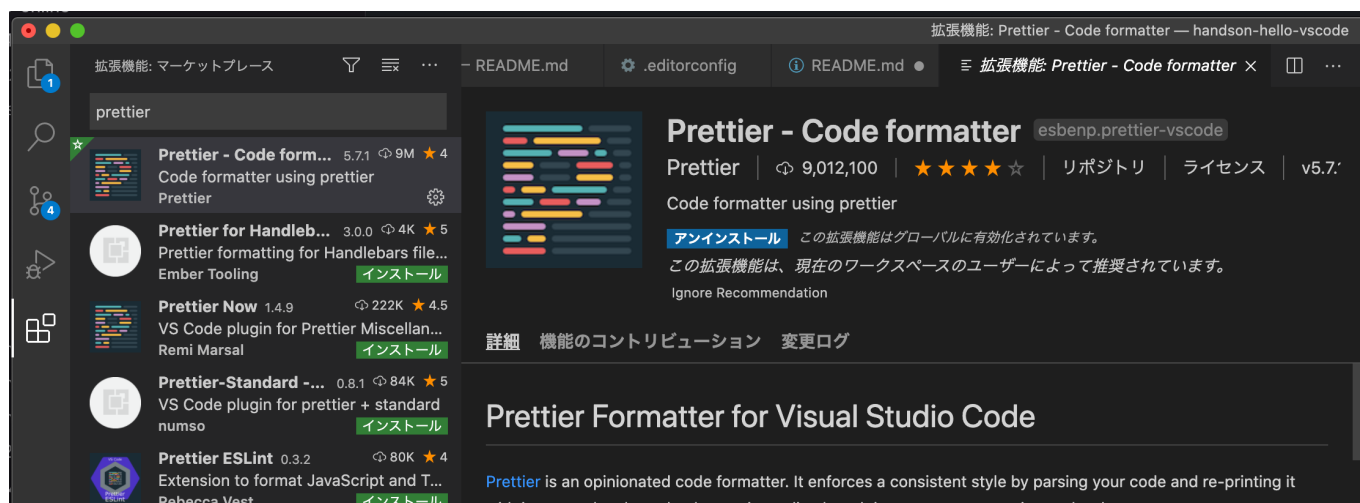 拡張機能: Prettier - Code formatter — handson-hello-vscode
拡張機能: マーケットプレース
README.md
.editorconfig
README.md
拡張機能: Prettier - Code formatter
1
4
prettier
Prettier - Code form... 5.7.1 9M 4
Code formatter using prettier
Prettier
Prettier for Handleb... 3.0.0 4K 5
Prettier formatting for Handlebars file...
Ember Tooling インストール
Prettier Now 1.4.9 222K 4.5
VS Code plugin for Prettier Miscellan...
Remi Marsal インストール
Prettier-Standard -... 0.8.1 84K 5
VS Code plugin for prettier + standard
numso インストール
Prettier ESLint 0.3.2 80K 4
Extension to format JavaScript and T...
Rebecca Vest インストール
Prettier - Code formatter esbenp.prettier-vscode
Prettier 9,012,100 リポジトリ ライセンス v5.7.1
Code formatter using prettier
アンインストール この拡張機能はグローバルに有効化されています。
この拡張機能は、現在のワークスペースのユーザーによって推奨されています。
Ignore Recommendation
詳細 機能のコントリビューション 変更ログ
Prettier Formatter for Visual Studio Code
Prettier is an opinionated code formatter. It enforces a consistent style by parsing your code and re-printing it